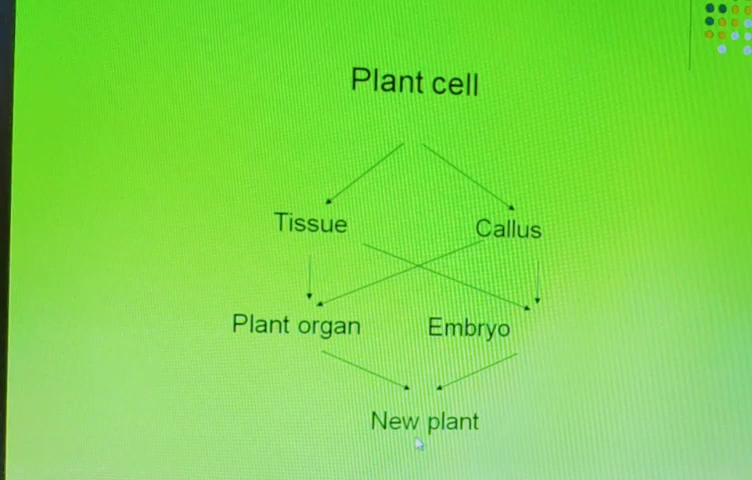 Plant cell
Tissue
Callus
Plant organ
Embryo
New plant